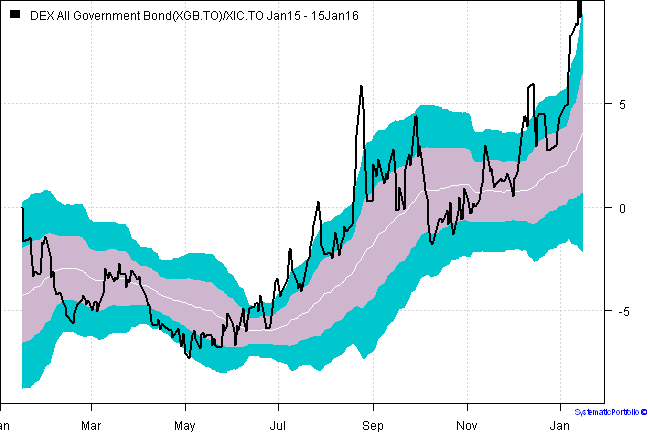 DEX All Government Bond(XGB.TO)/XIC.TO Jan15 - 15Jan16
5
0
-5
an Mar May Jul Sep Nov Jan
SystematicPortfolio ©